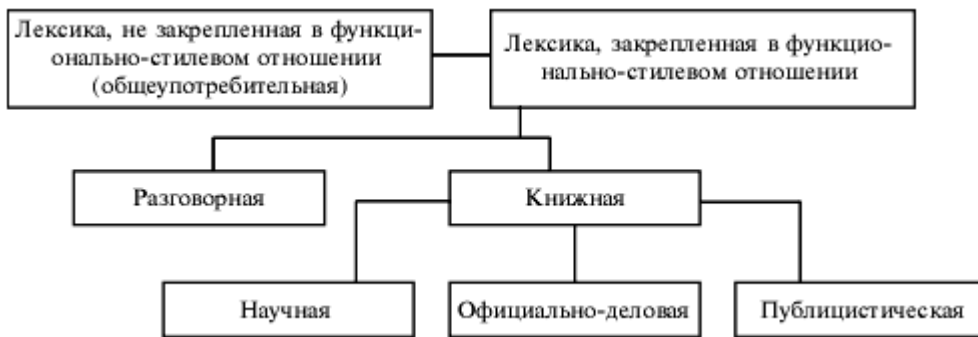 Лексика, не закрепленная в функци-
онально-стилевом отношении
(общеупотребительная)
Лексика, закрепленная в функцио-
нально-стилевом отношении
Разговорная
Книжная
Научная
Официально-деловая
Публицистическая